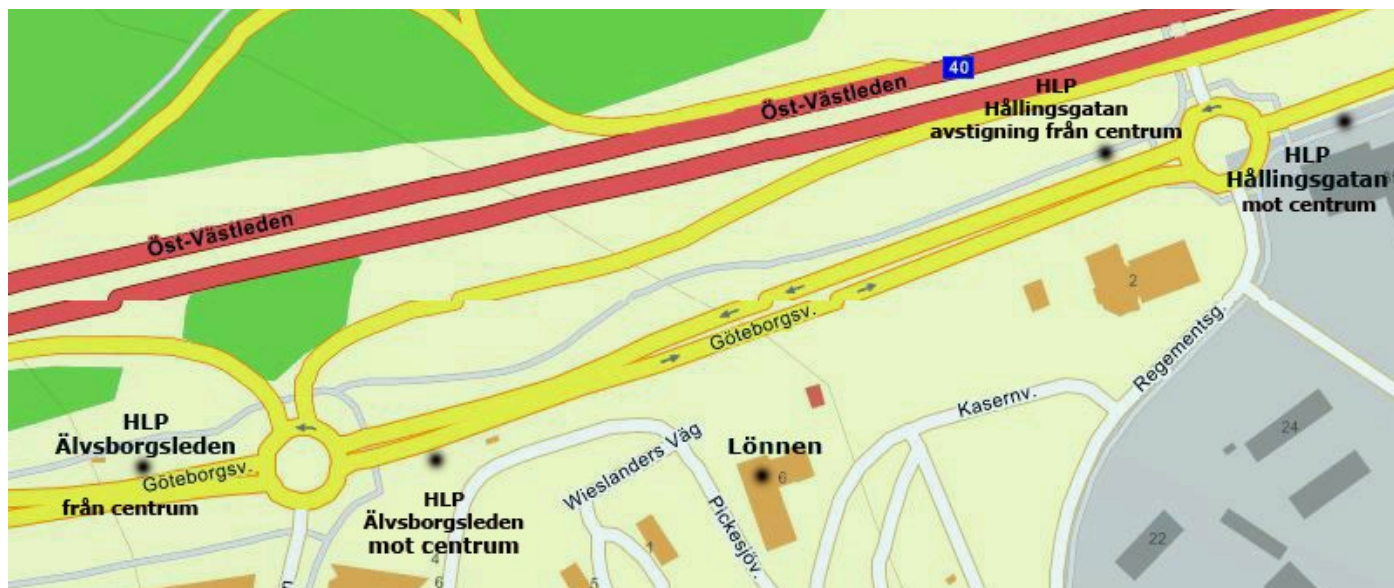 40
Öst-Västleden
HLP
Hållingsgatan
avstigning från centrum
HLP
Hållingsgatan
mot centrum
Öst-Västleden
2
Göteborgsv.
Regementsg.
Kasernv.
HLP
Älvsborgsleden
från centrum
Göteborgsv.
HLP
Älvsborgsleden
mot centrum
Wieslanders Väg
Lönnen
6
Pickesjöv.
24
22
1
4
6
5